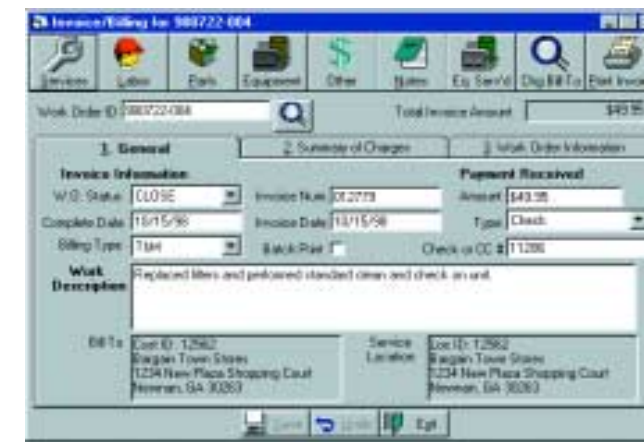 Invoice/Billing for 980722-004
Services Labor Parts Equipment Other Notes Eq. Serv'd Chg Bill To Print Invoice
Work Order ID 980722-004 Total Invoice Amount $49.95
1. General 2. Summary of Charges 3. Work Order Information
Invoice Information Payment Received
W.O. Status CLOSE Invoice Num 012779 Amount $49.95
Complete Date 10/15/98 Invoice Date 10/15/98 Type Check
Billing Type T&M Batch Print Check or CC # 11286
Work Description Replaced filters and performed standard clean and check on unit.
Bill To Cust ID: 12562 Service Location Loc ID: 12562
Bargain Town Stores Bargain Town Stores
1234 New Plaza Shopping Court 1234 New Plaza Shopping Court
Newnan, GA 30263 Newnan, GA 30263
Save Undo Exit